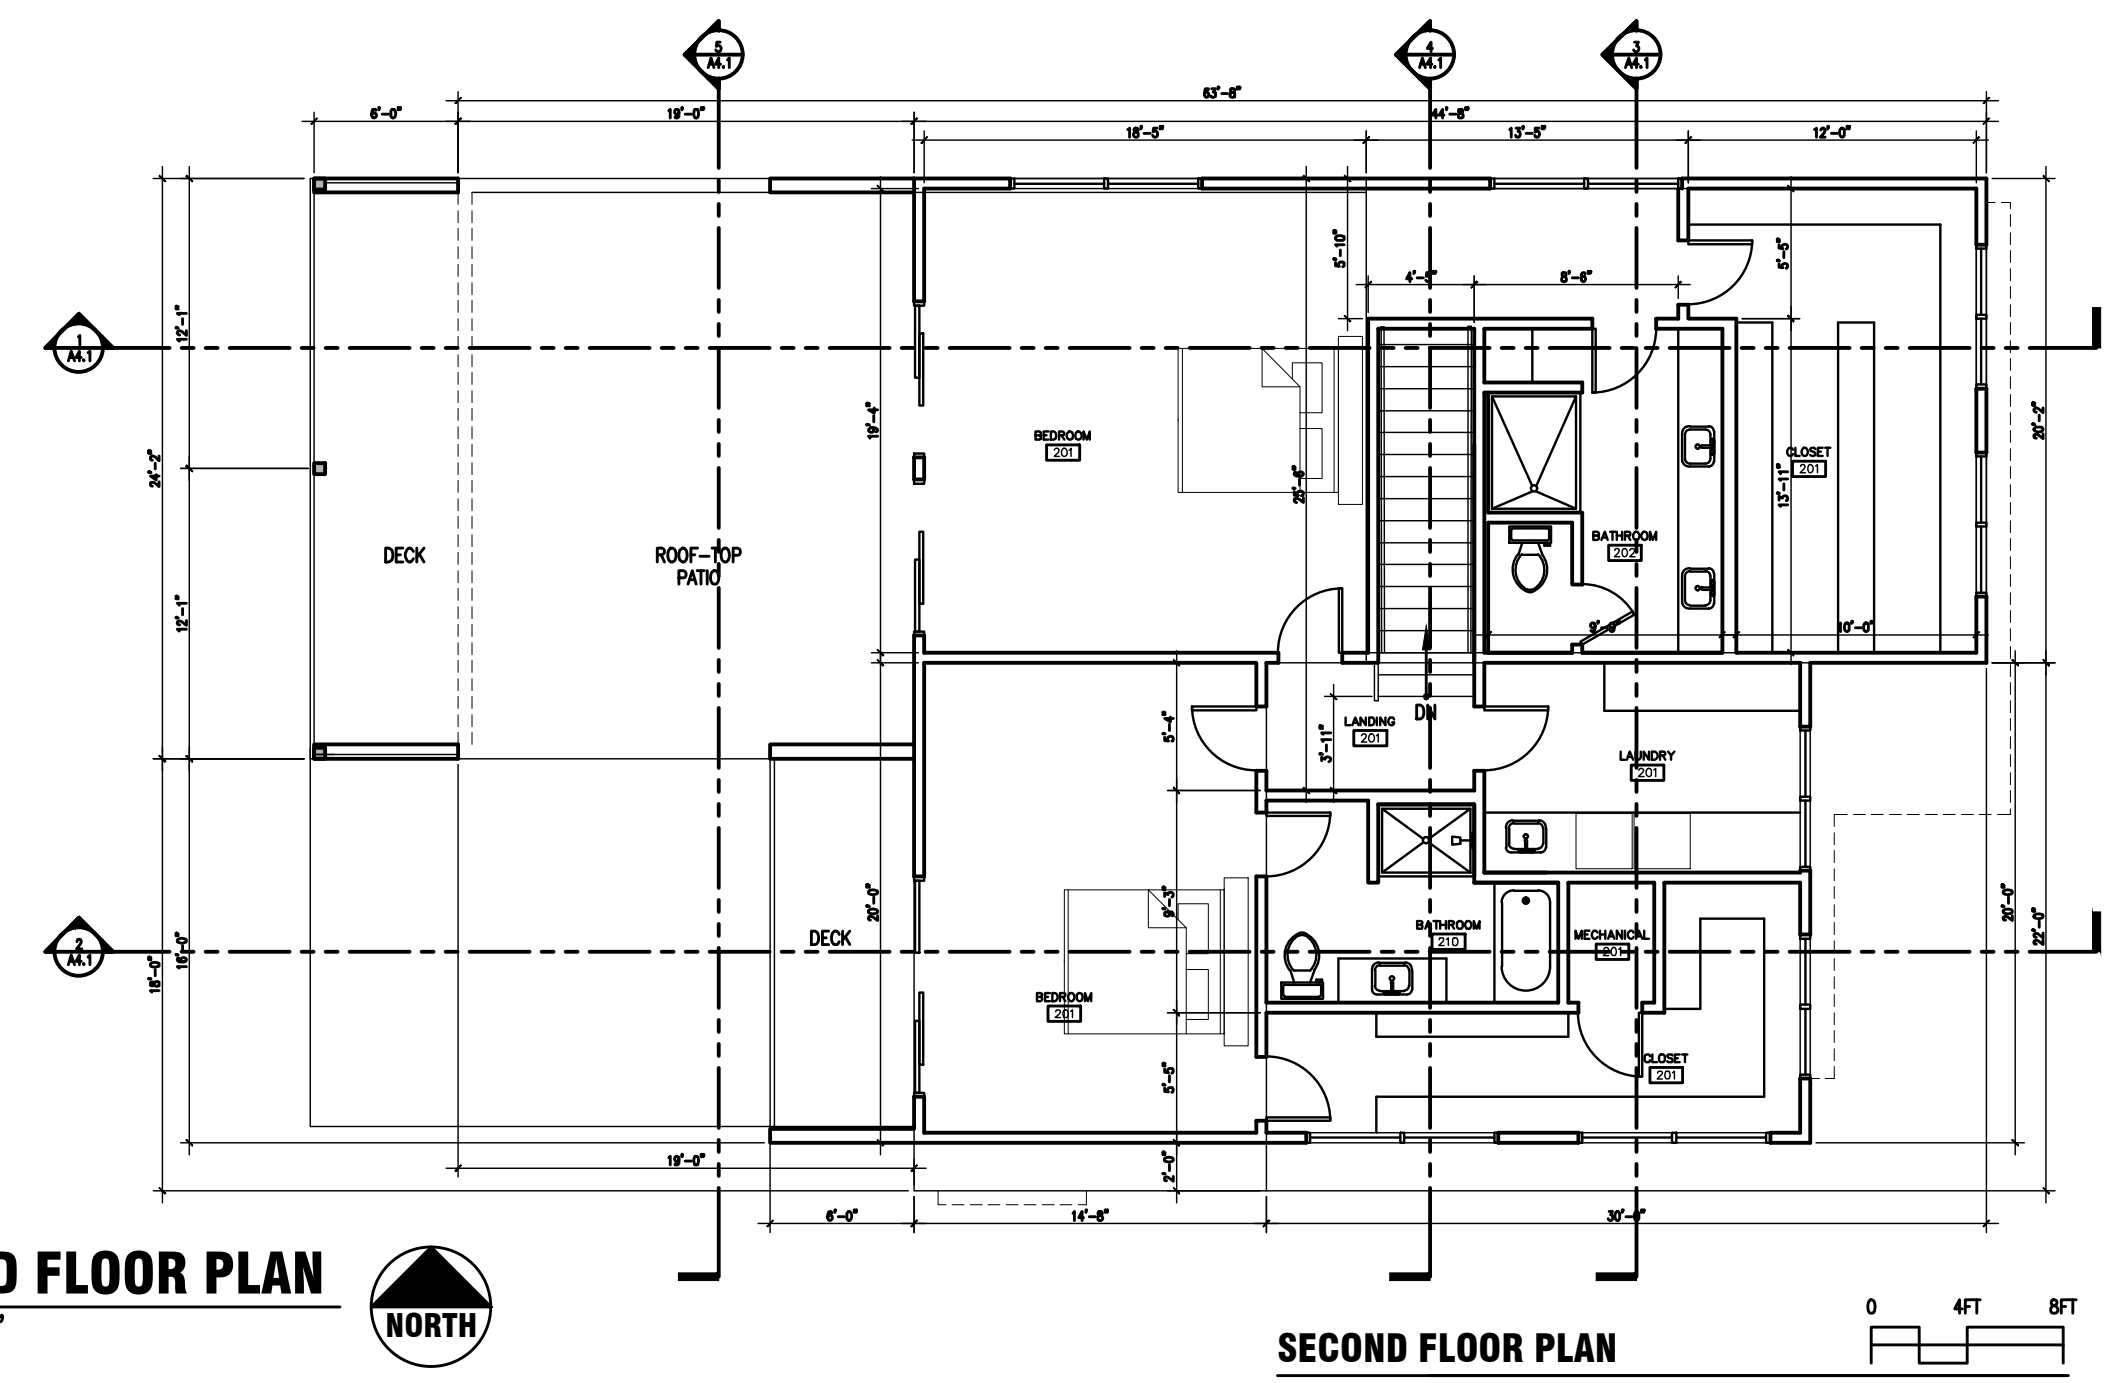 5
A4.1
4
A4.1
3
A4.1
63'-8"
6'-0"
19'-0"
44'-8"
18'-5"
13'-5"
12'-0"
5'-10"
5'-5"
4'-5"
8'-6"
1
A4.1
12'-1"
19'-4"
20'-2"
24'-2"
BEDROOM
201
25'-6"
CLOSET
201
13'-11"
DECK
ROOF-TOP
PATIO
BATHROOM
202
12'-1"
9'-6"
10'-0"
5'-4"
LANDING
201
DN
3'-11"
LAUNDRY
201
20'-0"
9'-3"
20'-0"
22'-0"
2
A4.1
18'-0"
16'-0"
DECK
BATHROOM
210
MECHANICAL
201
BEDROOM
201
CLOSET
201
5'-5"
19'-0"
2'-0"
6'-0"
14'-8"
30'-0"
FLOOR PLAN
NORTH
SECOND FLOOR PLAN
0 4FT 8FT